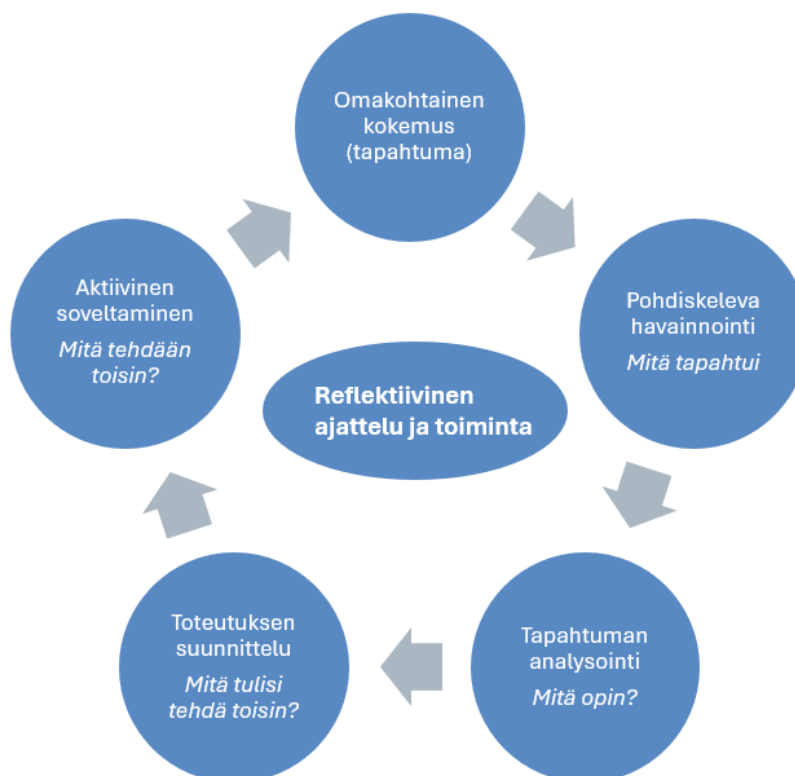 Omakohtainen
kokemus
(tapahtuma)
Pohdiskeleva
havainnointi
Mitä tapahtui
Tapahtuman
analysointi
Mitä opin?
Toteutuksen
suunnittelu
Mitä tulisi
tehdä toisin?
Aktiivinen
soveltaminen
Mitä tehdään
toisin?
Reflektiivinen
ajattelu ja toiminta